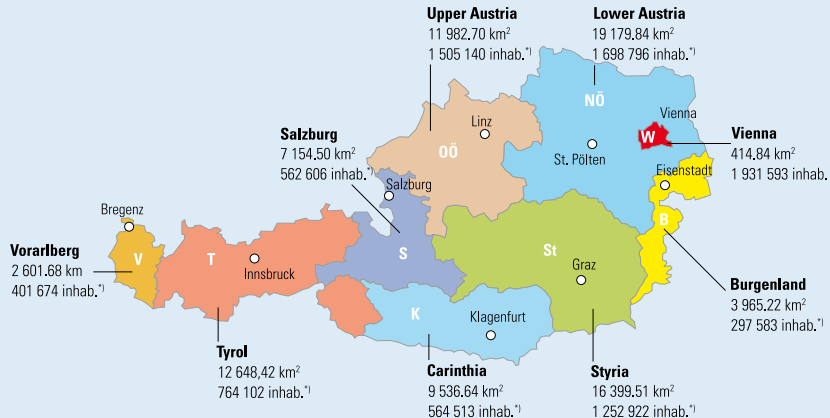 Upper Austria
11 982.70 km²
1 505 140 inhab.*)
Lower Austria
19 179.84 km²
1 698 796 inhab.*)
NÖ
Vienna
W
Vienna
414.84 km²
1 931 593 inhab.*)
Linz
OÖ
St. Pölten
Salzburg
7 154.50 km²
562 606 inhab.*)
Salzburg
Eisenstadt
B
Bregenz
Vorarlberg
2 601.68 km
401 674 inhab.*)
V
T
Innsbruck
S
St
Graz
Burgenland
3 965.22 km²
297 583 inhab.*)
K
Klagenfurt
Tyrol
12 648,42 km²
764 102 inhab.*)
Carinthia
9 536.64 km²
564 513 inhab.*)
Styria
16 399.51 km²
1 252 922 inhab.*)